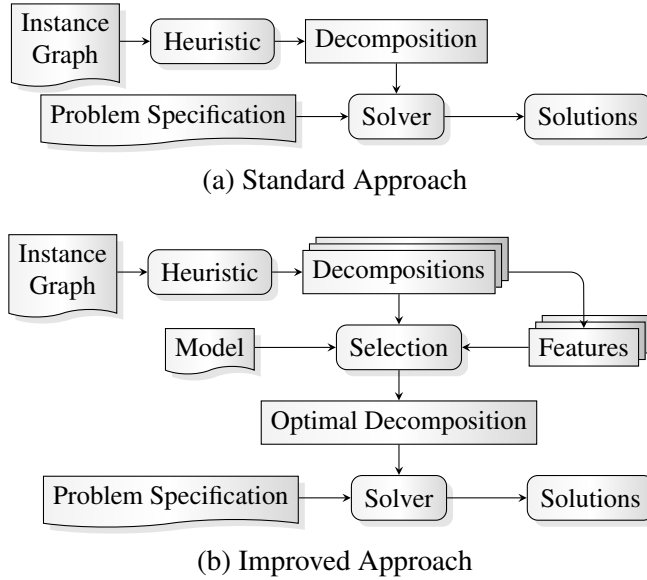 Instance
Graph
Heuristic
Decomposition
Problem Specification
Solver
Solutions
(a) Standard Approach
Instance
Graph
Heuristic
Decompositions
Model
Selection
Features
Optimal Decomposition
Problem Specification
Solver
Solutions
(b) Improved Approach